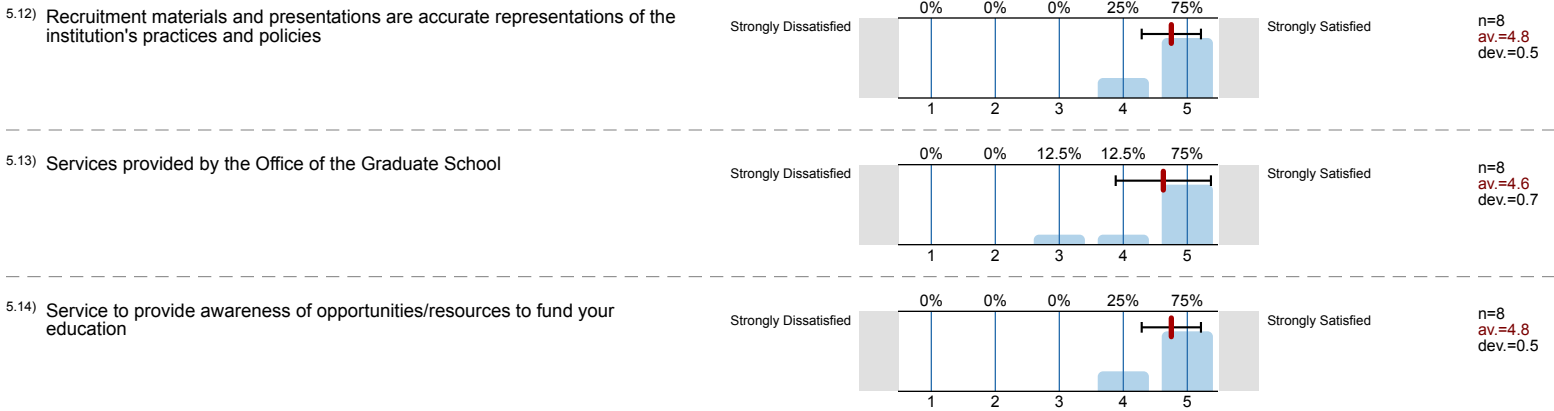 0% 0% 0% 25% 75%
5.12) Recruitment materials and presentations are accurate representations of the
institution's practices and policies
Strongly Dissatisfied
Strongly Satisfied
n=8
av.=4.8
dev.=0.5
1 2 3 4 5
0% 0% 12.5% 12.5% 75%
5.13) Services provided by the Office of the Graduate School
Strongly Dissatisfied
Strongly Satisfied
n=8
av.=4.6
dev.=0.7
1 2 3 4 5
0% 0% 0% 25% 75%
5.14) Service to provide awareness of opportunities/resources to fund your
education
Strongly Dissatisfied
Strongly Satisfied
n=8
av.=4.8
dev.=0.5
1 2 3 4 5